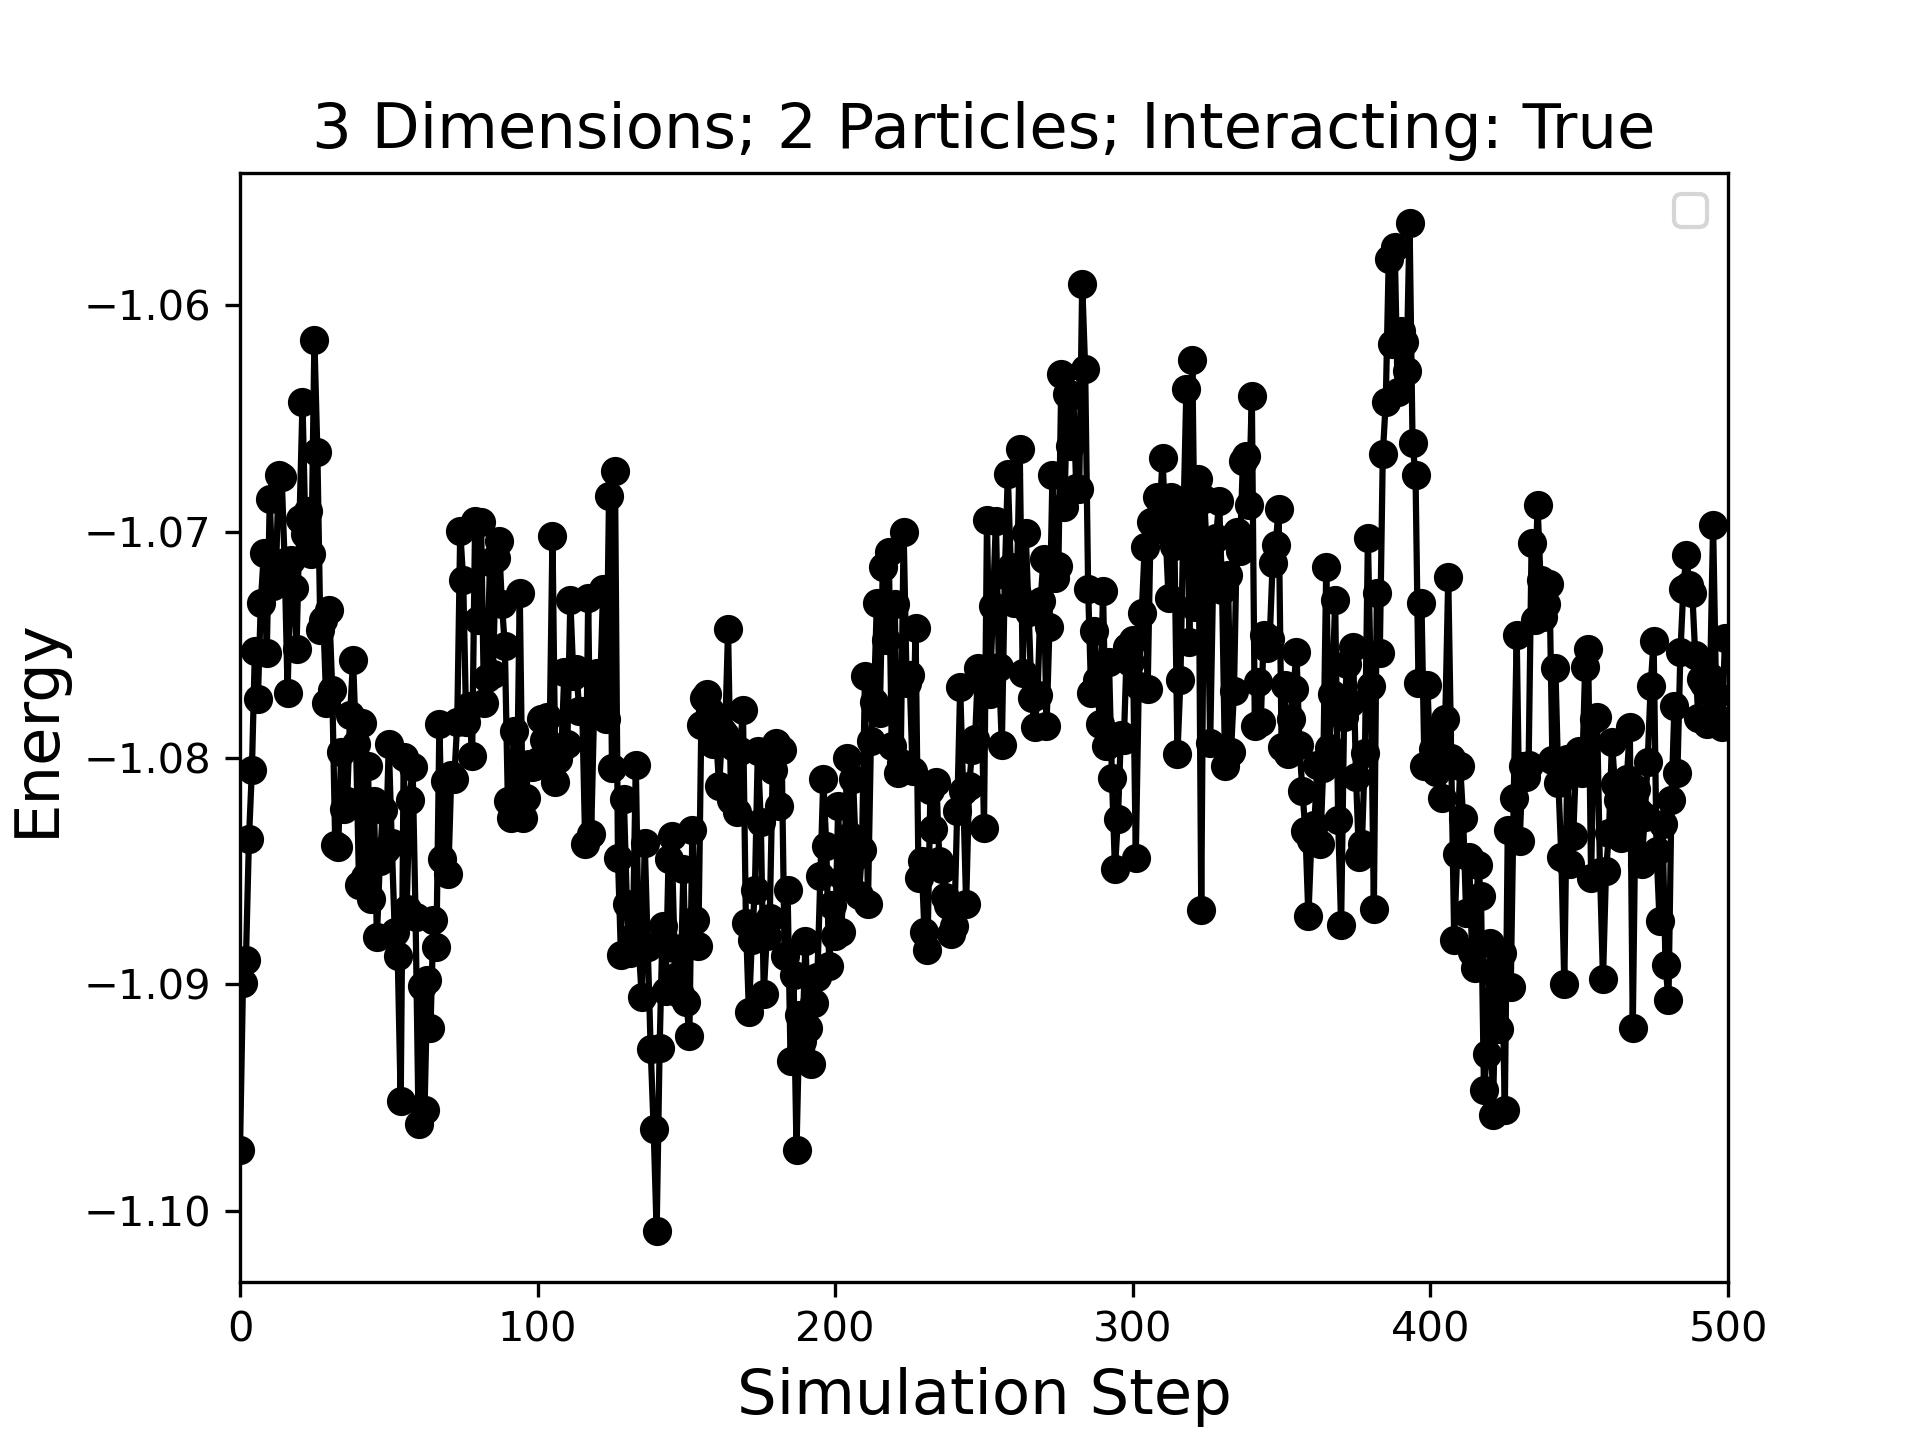 3 Dimensions; 2 Particles; Interacting: True
Energy
−1.06
−1.07
−1.08
−1.09
−1.10
0 100 200 300 400 500
Simulation Step